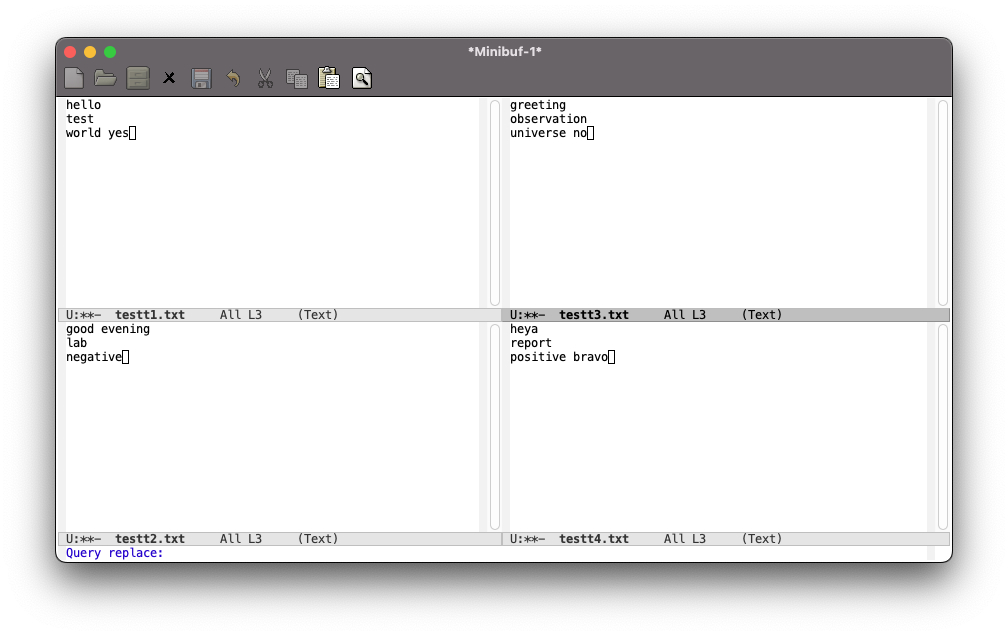 *Minibuf-1*
hello
test
world yes
U:**-  testt1.txt     All L3     (Text)
greeting
observation
universe no
U:**-  testt3.txt     All L3     (Text)
good evening
lab
negative
U:**-  testt2.txt     All L3     (Text)
heya
report
positive bravo
U:**-  testt4.txt     All L3     (Text)
Query replace: